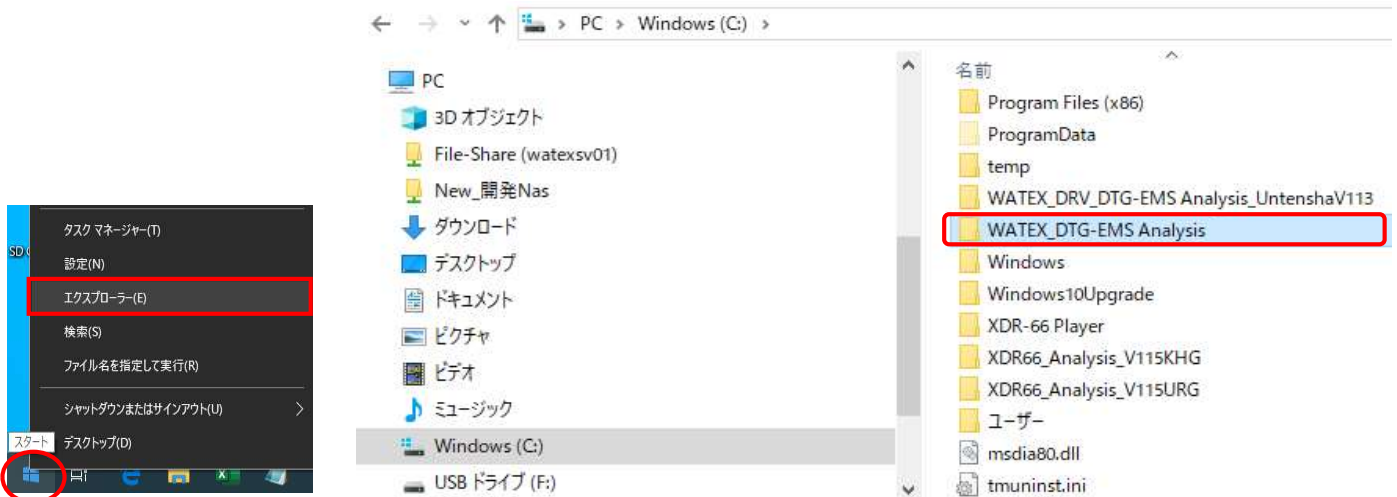 SD
タスク マネージャー(T)
設定(N)
エクスプローラー(E)
検索(S)
ファイル名を指定して実行(R)
シャットダウンまたはサインアウト(U)
スタート
デスクトップ(D)
PC > Windows (C:) >
PC
3D オブジェクト
File-Share (watexsv01)
New_開発Nas
ダウンロード
デスクトップ
ドキュメント
ピクチャ
ビデオ
ミュージック
Windows (C:)
USB ドライブ (F:)
名前
Program Files (x86)
ProgramData
temp
WATEX_DRV_DTG-EMS Analysis_UntenshaV113
WATEX_DTG-EMS Analysis
Windows
Windows10Upgrade
XDR-66 Player
XDR66_Analysis_V115KHG
XDR66_Analysis_V115URG
ユーザー
msdia80.dll
tmuninst.ini